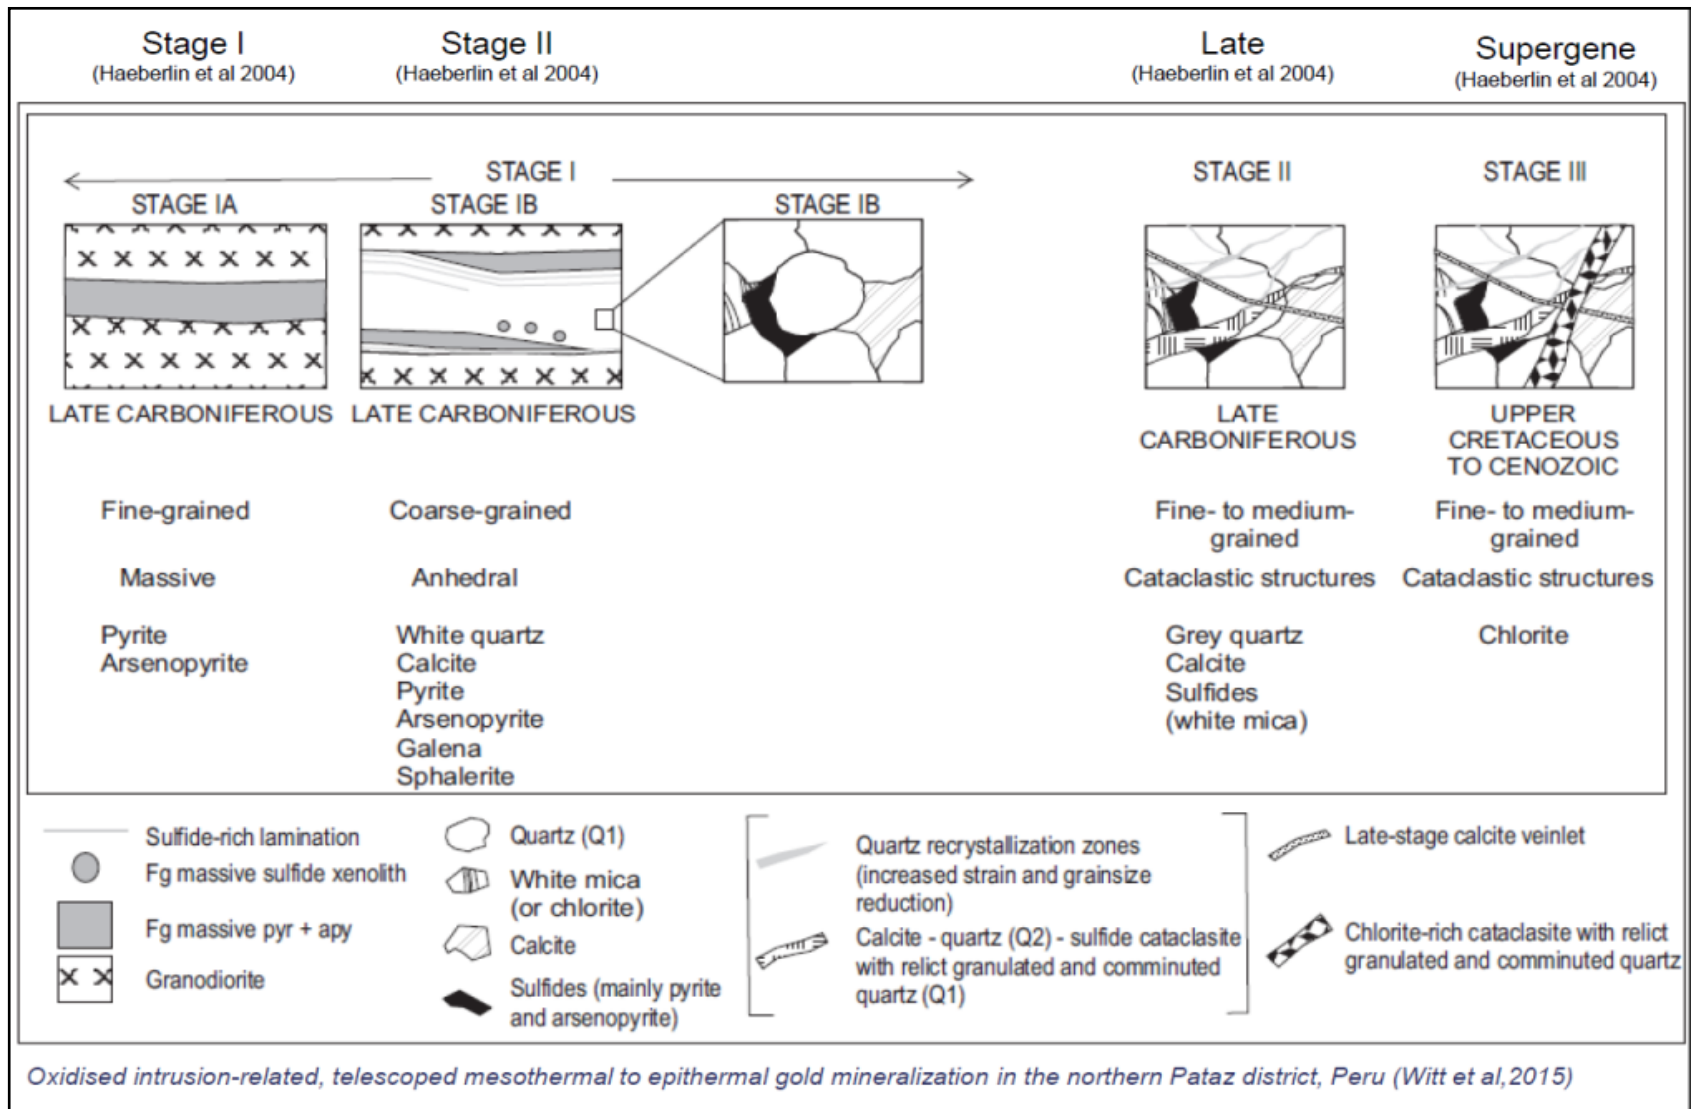 Stage I
(Haeberlin et al 2004)
Stage II
(Haeberlin et al 2004)
Late
(Haeberlin et al 2004)
Supergene
(Haeberlin et al 2004)
STAGE I
STAGE IA
STAGE IB
STAGE IB
STAGE II
STAGE III
LATE CARBONIFEROUS
LATE CARBONIFEROUS
LATE
CARBONIFEROUS
UPPER
CRETACEOUS
TO CENOZOIC
Fine-grained
Massive
Pyrite
Arsenopyrite
Coarse-grained
Anhedral
White quartz
Calcite
Pyrite
Arsenopyrite
Galena
Sphalerite
Fine- to medium-
grained
Cataclastic structures
Grey quartz
Calcite
Sulfides
(white mica)
Fine- to medium-
grained
Cataclastic structures
Chlorite
Sulfide-rich lamination
Fg massive sulfide xenolith
Fg massive pyr + apy
Granodiorite
Quartz (Q1)
White mica
(or chlorite)
Calcite
Sulfides (mainly pyrite
and arsenopyrite)
Quartz recrystallization zones
(increased strain and grainsize
reduction)
Calcite - quartz (Q2) - sulfide cataclasite
with relict granulated and comminuted
quartz (Q1)
Late-stage calcite veinlet
Chlorite-rich cataclasite with relict
granulated and comminuted quartz
Oxidised intrusion-related, telescoped mesothermal to epithermal gold mineralization in the northern Pataz district, Peru (Witt et al,2015)